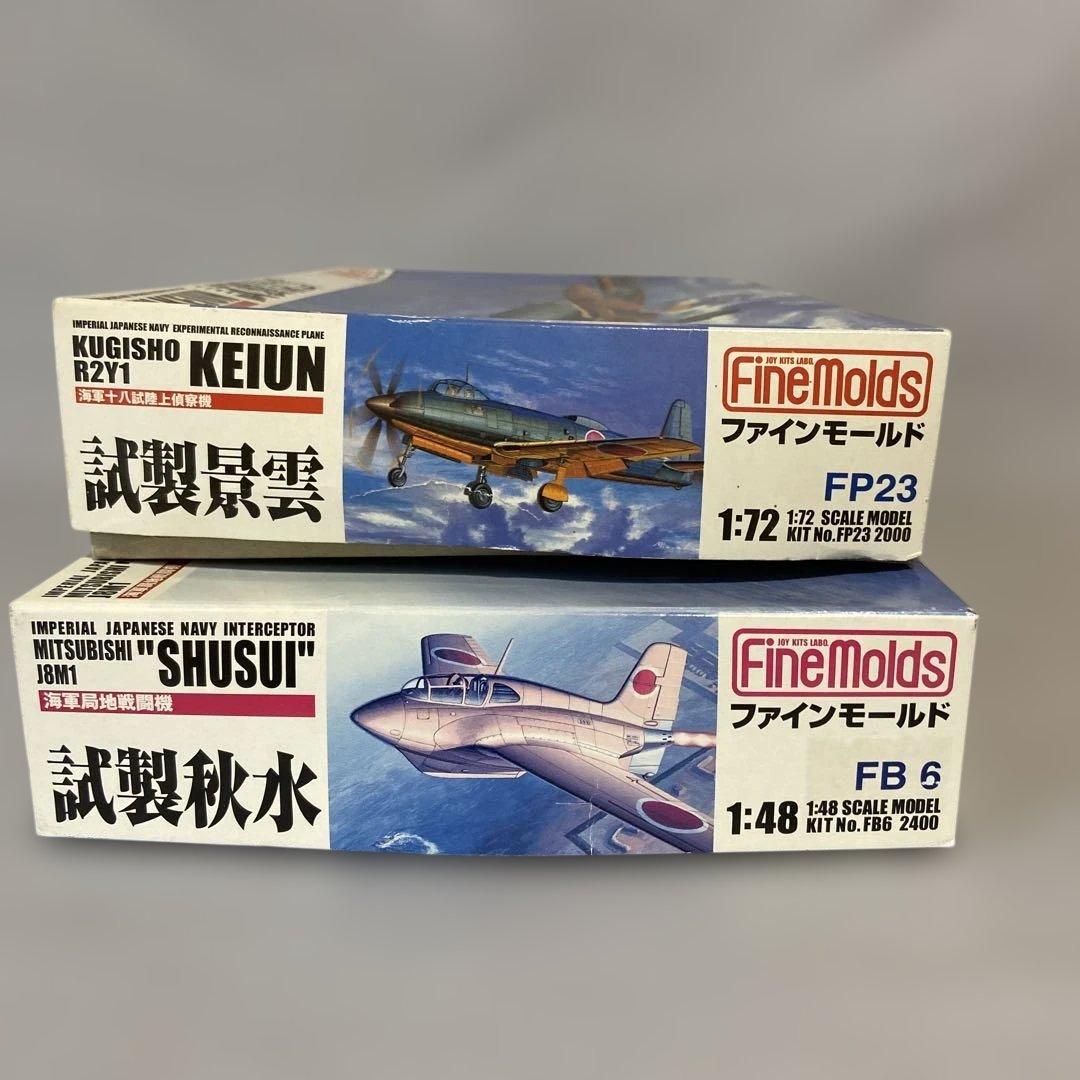 IMPERIAL JAPANESE NAVY EXPERIMENTAL RECONNAISSANCE PLANE
KUGISHO
R2Y1
KEIUN
海軍十八試陸上偵察機
試製景雲
JOY KITS LABO.
FineMolds
ファインモールド
FP23
1:72
1:72 SCALE MODEL
KIT No.FP23 2000
IMPERIAL JAPANESE NAVY INTERCEPTOR
MITSUBISHI
J8M1
"SHUSUI"
海軍局地戦闘機
試製秋水
JOY KITS LABO.
FineMolds
ファインモールド
FB 6
1:48
1:48 SCALE MODEL
KIT No.FB6 2400